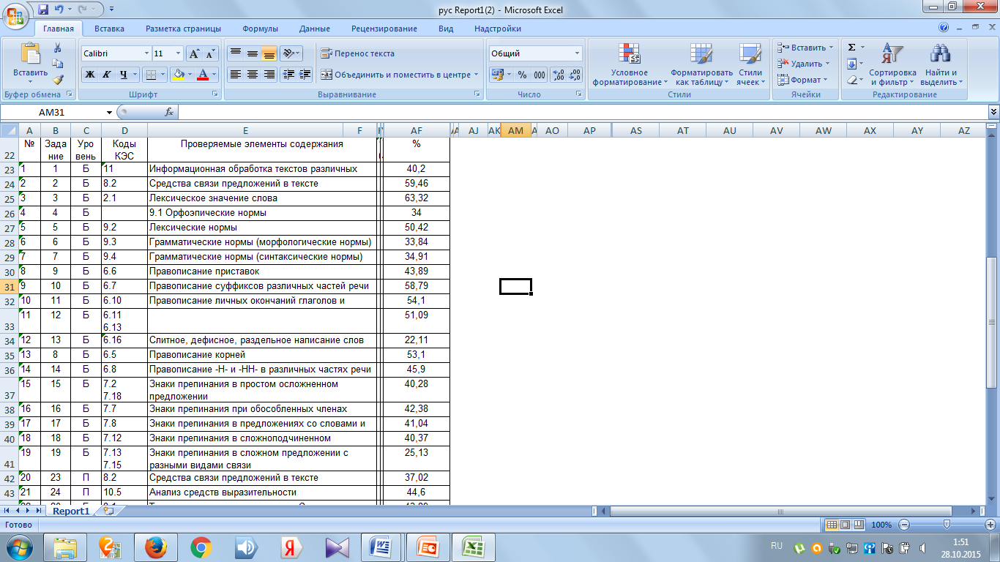 рус Report1(2) - Microsoft Excel
Главная Вставка Разметка страницы Формулы Данные Рецензирование Вид Надстройки
Calibri 11 Перенос текста Общий Вставить Σ
Вставить Удалить
Ж К Ч А Объединить и поместить в центре % 000 Условное форматирование Форматировать как таблицу Стили ячеек Формат Сортировка и фильтр Найти и выделить
Буфер обмена Шрифт Выравнивание Число Стили Ячейки Редактирование
AM31 fx
A B C D E F AF AJ AK AM AO AP AS AT AU AV AW AX AY AZ
22 № Зада ние Уро вень Коды КЭС Проверяемые элементы содержания %
23 1 1 Б 11 Информационная обработка текстов различных 40,2
24 2 2 Б 8.2 Средства связи предложений в тексте 59,46
25 3 3 Б 2.1 Лексическое значение слова 63,32
26 4 4 Б 9.1 Орфоэпические нормы 34
27 5 5 Б 9.2 Лексические нормы 50,42
28 6 6 Б 9.3 Грамматические нормы (морфологические нормы) 33,84
29 7 7 Б 9.4 Грамматические нормы (синтаксические нормы) 34,91
30 8 9 Б 6.6 Правописание приставок 43,89
31 9 10 Б 6.7 Правописание суффиксов различных частей речи 58,79
32 10 11 Б 6.10 Правописание личных окончаний глаголов и 54,1
33 11 12 Б 6.11 6.13 51,09
34 12 13 Б 6.16 Слитное, дефисное, раздельное написание слов 22,11
35 13 8 Б 6.5 Правописание корней 53,1
36 14 14 Б 6.8 Правописание -Н- и -НН- в различных частях речи 45,9
37 15 15 Б 7.2 7.18 Знаки препинания в простом осложненном предложении 40,28
38 16 16 Б 7.7 Знаки препинания при обособленных членах 42,38
39 17 17 Б 7.8 Знаки препинания в предложениях со словами и 41,04
40 18 18 Б 7.12 Знаки препинания в сложноподчиненном 40,37
41 19 19 Б 7.13 7.15 Знаки препинания в сложном предложении с разными видами связи 25,13
42 20 23 П 8.2 Средства связи предложений в тексте 37,02
43 21 24 П 10.5 Анализ средств выразительности 44,6
Report1
Готово 100%
RU 1:51
28.10.2015